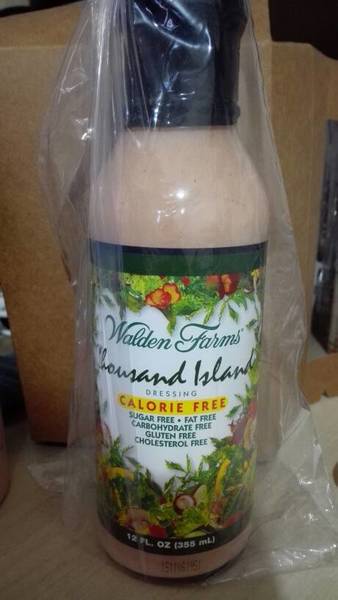 Walden Farms®
Thousand Island
DRESSING
CALORIE FREE
SUGAR FREE • FAT FREE
CARBOHYDRATE FREE
GLUTEN FREE
CHOLESTEROL FREE
12 FL. OZ (355 mL)